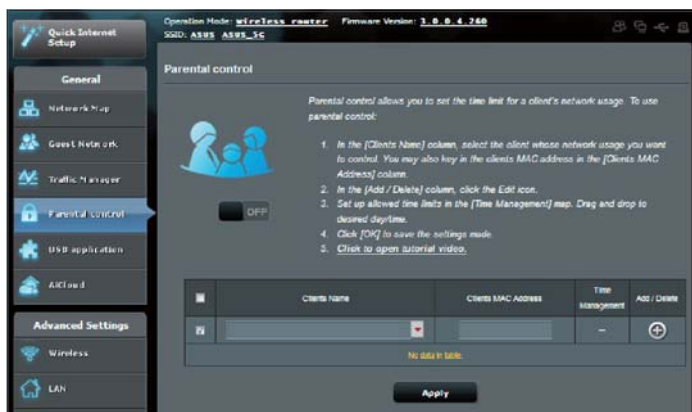 Quick Internet
Setup
Operation Mode: Wireless router Firmware Version: 3.0.0.4.260
SSID: ASUS ASUS_5G
General
Network Map
Guest Network
Traffic Manager
Parental control
USB application
AiCloud
Advanced Settings
Wireless
LAN
Parental control
OFF
Parental control allows you to set the time limit for a client's network usage. To use
parental control:
1. In the [Clients Name] column, select the client whose network usage you want
to control. You may also key in the clients MAC address in the [Clients MAC
Address] column.
2. In the [Add / Delete] column, click the Edit icon.
3. Set up allowed time limits in the [Time Management] map. Drag and drop to
desired day/time.
4. Click [OK] to save the settings made.
5. Click to open tutorial video.
Clients Name
Clients MAC Address
Time
Management
Add / Delete
--
No data in table.
Apply